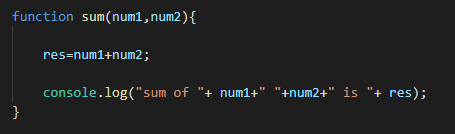 function sum(num1,num2){
res=num1+num2;
console.log("sum of "+ num1+" "+num2+" is "+ res);
}